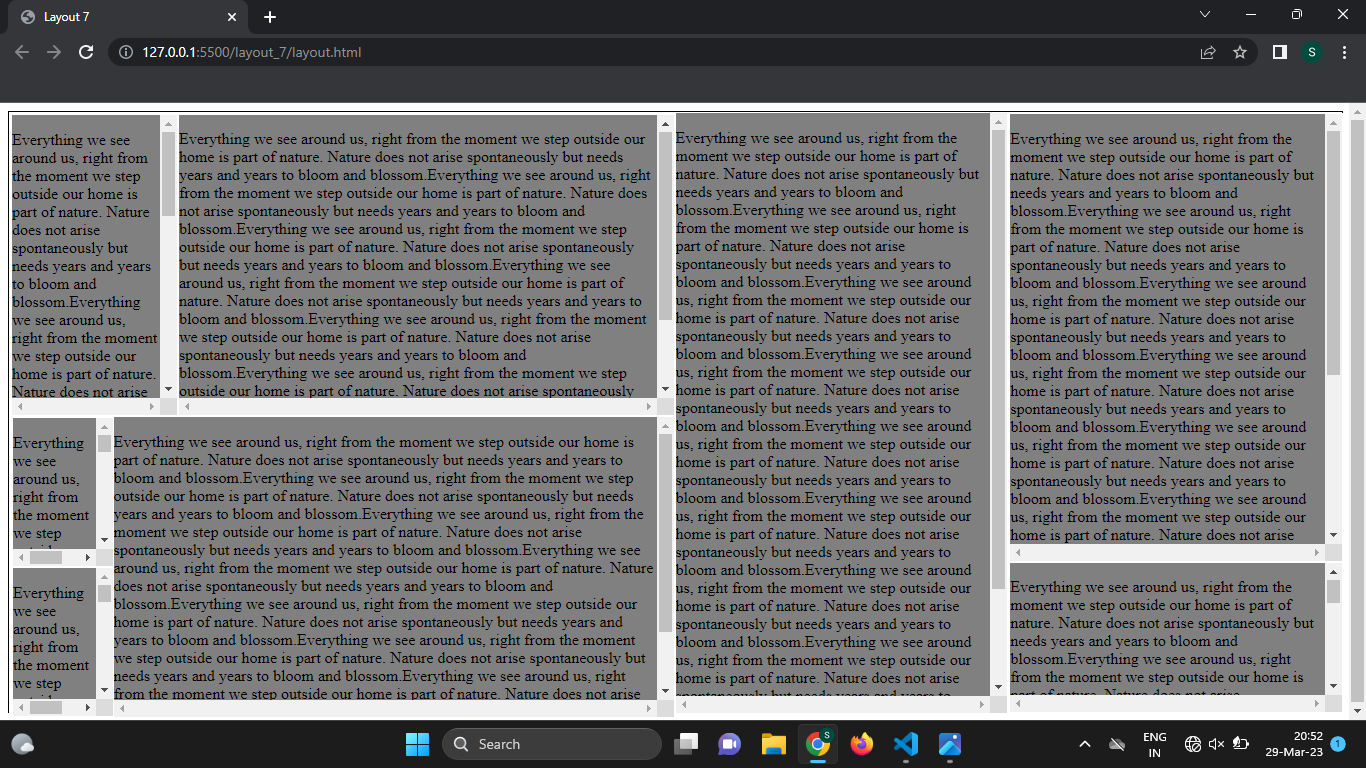 Layout 7
127.0.0.1:5500/layout_7/layout.html
S
Everything we see
around us, right from
the moment we step
outside our home is
part of nature. Nature
does not arise
spontaneously but
needs years and years
to bloom and
blossom.Everything
we see around us,
right from the moment
we step outside our
home is part of nature.
Nature does not arise
Everything we see around us, right from the moment we step outside our
home is part of nature. Nature does not arise spontaneously but needs
years and years to bloom and blossom.Everything we see around us, right
from the moment we step outside our home is part of nature. Nature does
not arise spontaneously but needs years and years to bloom and
blossom.Everything we see around us, right from the moment we step
outside our home is part of nature. Nature does not arise spontaneously
but needs years and years to bloom and blossom.Everything we see
around us, right from the moment we step outside our home is part of
nature. Nature does not arise spontaneously but needs years and years to
bloom and blossom.Everything we see around us, right from the moment
we step outside our home is part of nature. Nature does not arise
spontaneously but needs years and years to bloom and
blossom.Everything we see around us, right from the moment we step
outside our home is part of nature. Nature does not arise spontaneously
Everything
we see
around us,
right from
the moment
we step
Everything
we see
around us,
right from
the moment
we step
Everything we see around us, right from the moment we step outside our home is
part of nature. Nature does not arise spontaneously but needs years and years to
bloom and blossom.Everything we see around us, right from the moment we step
outside our home is part of nature. Nature does not arise spontaneously but needs
years and years to bloom and blossom.Everything we see around us, right from the
moment we step outside our home is part of nature. Nature does not arise
spontaneously but needs years and years to bloom and blossom.Everything we see
around us, right from the moment we step outside our home is part of nature. Nature
does not arise spontaneously but needs years and years to bloom and
blossom.Everything we see around us, right from the moment we step outside our
home is part of nature. Nature does not arise spontaneously but needs years and
years to bloom and blossom.Everything we see around us, right from the moment
we step outside our home is part of nature. Nature does not arise spontaneously but
needs years and years to bloom and blossom.Everything we see around us, right
from the moment we step outside our home is part of nature. Nature does not arise
Everything we see around us, right from the
moment we step outside our home is part of
nature. Nature does not arise spontaneously but
needs years and years to bloom and
blossom.Everything we see around us, right
from the moment we step outside our home is
part of nature. Nature does not arise
spontaneously but needs years and years to
bloom and blossom.Everything we see around
us, right from the moment we step outside our
home is part of nature. Nature does not arise
spontaneously but needs years and years to
bloom and blossom.Everything we see around
us, right from the moment we step outside our
home is part of nature. Nature does not arise
spontaneously but needs years and years to
bloom and blossom.Everything we see around
us, right from the moment we step outside our
home is part of nature. Nature does not arise
spontaneously but needs years and years to
bloom and blossom.Everything we see around
us, right from the moment we step outside our
home is part of nature. Nature does not arise
spontaneously but needs years and years to
bloom and blossom.Everything we see around
us, right from the moment we step outside our
home is part of nature. Nature does not arise
spontaneously but needs years and years to
bloom and blossom.Everything we see around
us, right from the moment we step outside our
home is part of nature. Nature does not arise
spontaneously but needs years and years to
Everything we see around us, right from the
moment we step outside our home is part of
nature. Nature does not arise spontaneously but
needs years and years to bloom and
blossom.Everything we see around us, right
from the moment we step outside our home is
part of nature. Nature does not arise
spontaneously but needs years and years to
bloom and blossom.Everything we see around
us, right from the moment we step outside our
home is part of nature. Nature does not arise
spontaneously but needs years and years to
bloom and blossom.Everything we see around
us, right from the moment we step outside our
home is part of nature. Nature does not arise
spontaneously but needs years and years to
bloom and blossom.Everything we see around
us, right from the moment we step outside our
home is part of nature. Nature does not arise
spontaneously but needs years and years to
bloom and blossom.Everything we see around
us, right from the moment we step outside our
home is part of nature. Nature does not arise
Everything we see around us, right from the
moment we step outside our home is part of
nature. Nature does not arise spontaneously but
needs years and years to bloom and
blossom.Everything we see around us, right
from the moment we step outside our home is
part of nature. Nature does not arise
Search
S
ENG
IN
20:52
29-Mar-23
1